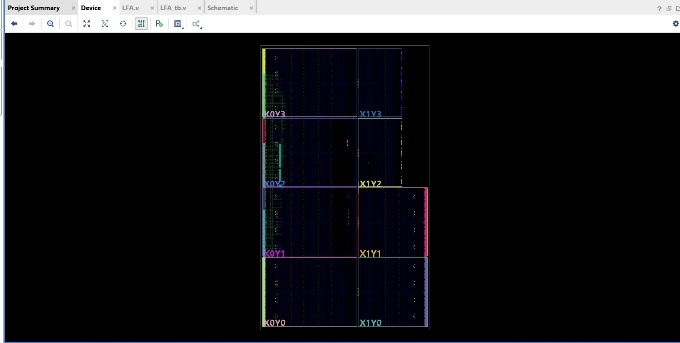 Project Summary × Device × LFA.v × LFA_tb.v × Schematic ×
X0Y3 X1Y3
X0Y2 X1Y2
X0Y1 X1Y1
X0Y0 X1Y0